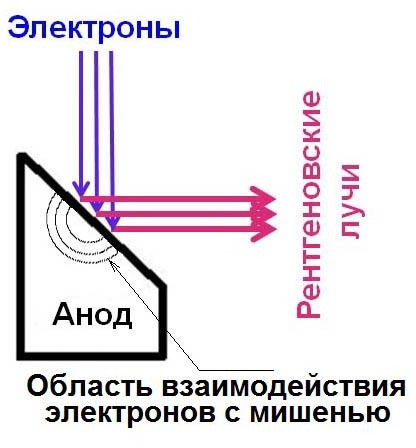 Электроны
Рентгеновские
лучи
Анод
Область взаимодействия
электронов с мишенью